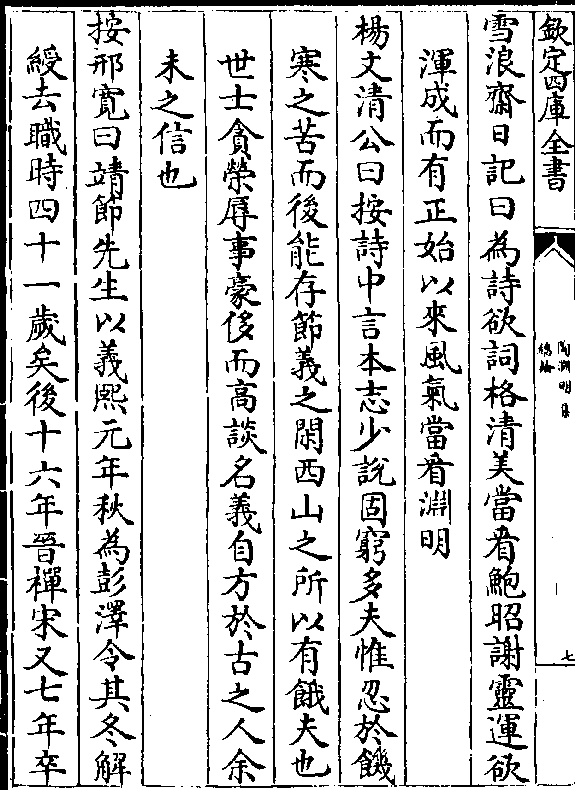 欽定四庫全書
陶淵明集
總論
七
雪浪齋日記曰為詩欲詞格清美當看鮑昭謝靈運欲
渾成而有正始以來風氣當看淵明
楊文清公曰按詩中言本志少說固窮多夫惟忍於饑
寒之苦而後能存節義之閑西山之所以有餓夫也
世士貪榮辱事豪侈而高談名義自方於古之人余
未之信也
按邢寛曰靖節先生以義熙元年秋為彭澤令其冬解
綬去職時四十一歲矣後十六年晉禪宋又七年卒